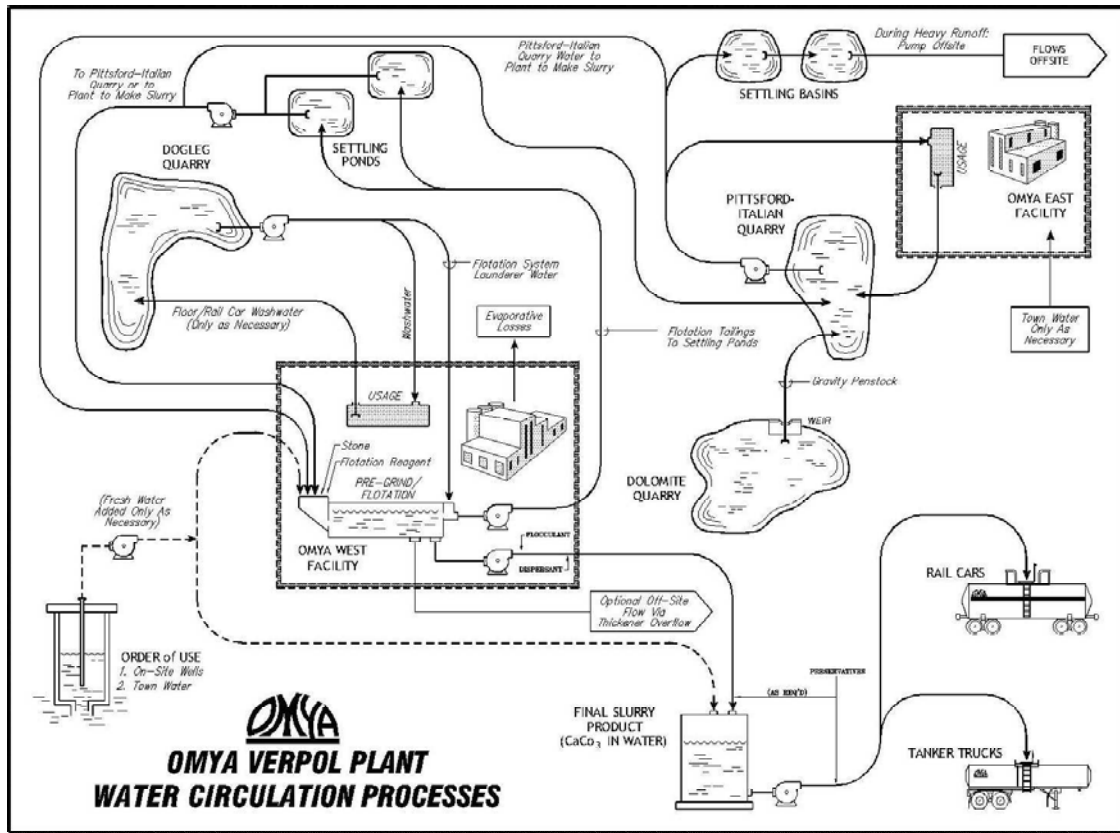 To Pittsford-Italian
Quarry or to
Plant to Make Slurry
Pittsford-Italian
Quarry Water to
Plant to Make Slurry
During Heavy Runoff:
Pump Offsite
FLOWS
OFFSITE
SETTLING BASINS
DOGLEG
QUARRY
SETTLING
PONDS
USAGE
OMYA EAST
FACILITY
PITTSFORD-
ITALIAN
QUARRY
Flotation System
Launderer Water
Floor/Rail Car Washwater
(Only as Necessary)
Washwater
Evaporative
Losses
Flotation Tailings
To Settling Ponds
Town Water
Only As
Necessary
Gravity Penstock
USAGE
WEIR
Stone
Flotation Reagent
PRE-GRIND/
FLOTATION
DOLOMITE
QUARRY
(Fresh Water
Added Only As
Necessary)
OMYA WEST
FACILITY
FLOCCULANT
DISPERSANT
RAIL CARS
OMYA
Optional Off-Site
Flow Via
Thickener Overflow
ORDER of USE
1. On-Site Wells
2. Town Water
PERSERVATIVES
(AS REQ'D)
FINAL SLURRY
PRODUCT
(CaCo3 IN WATER)
TANKER TRUCKS
OMYA
OMYA
OMYA VERPOL PLANT
WATER CIRCULATION PROCESSES